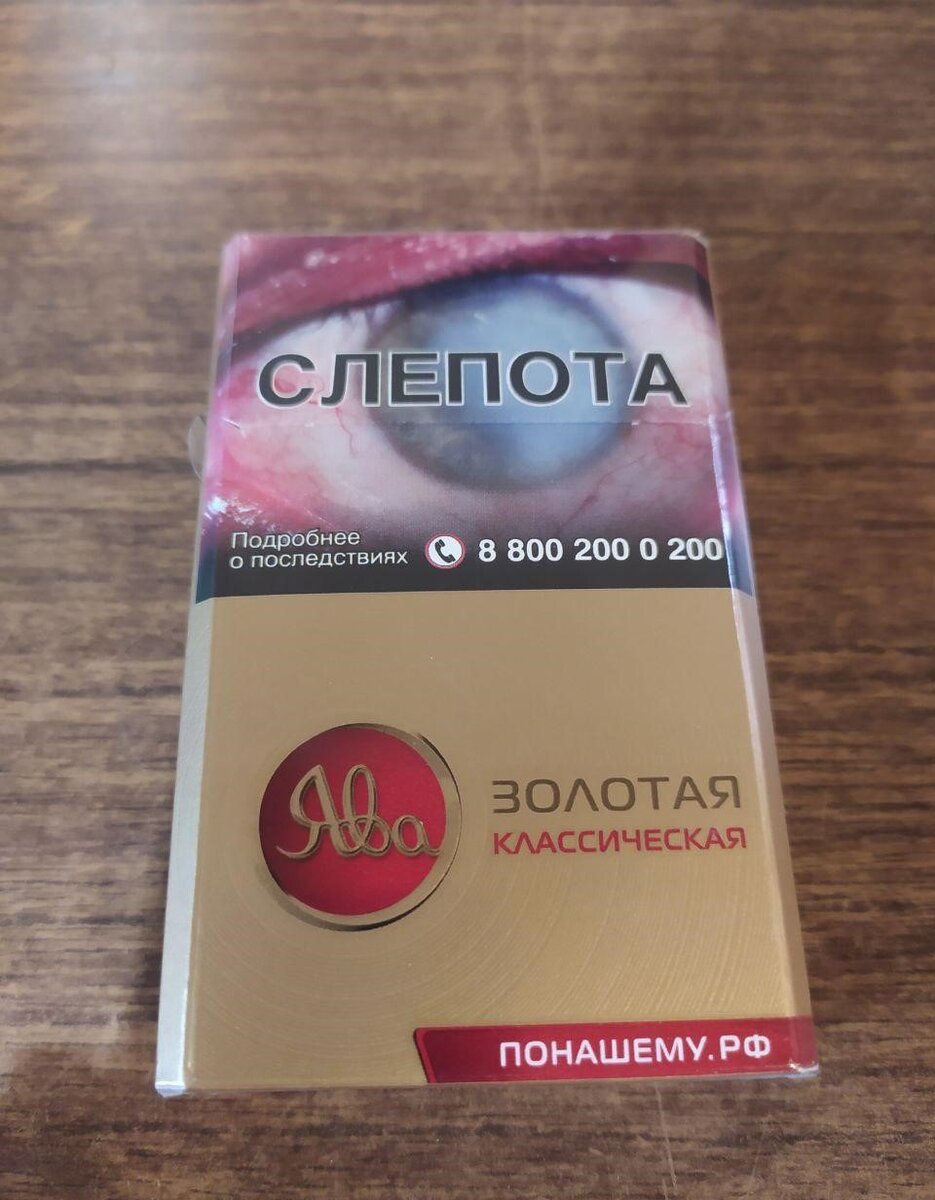 СЛЕПОТА
Подробнее
о последствиях
8 800 200 0 200
Ява
ЗОЛОТАЯ
КЛАССИЧЕСКАЯ
ПОНАШЕМУ.РФ